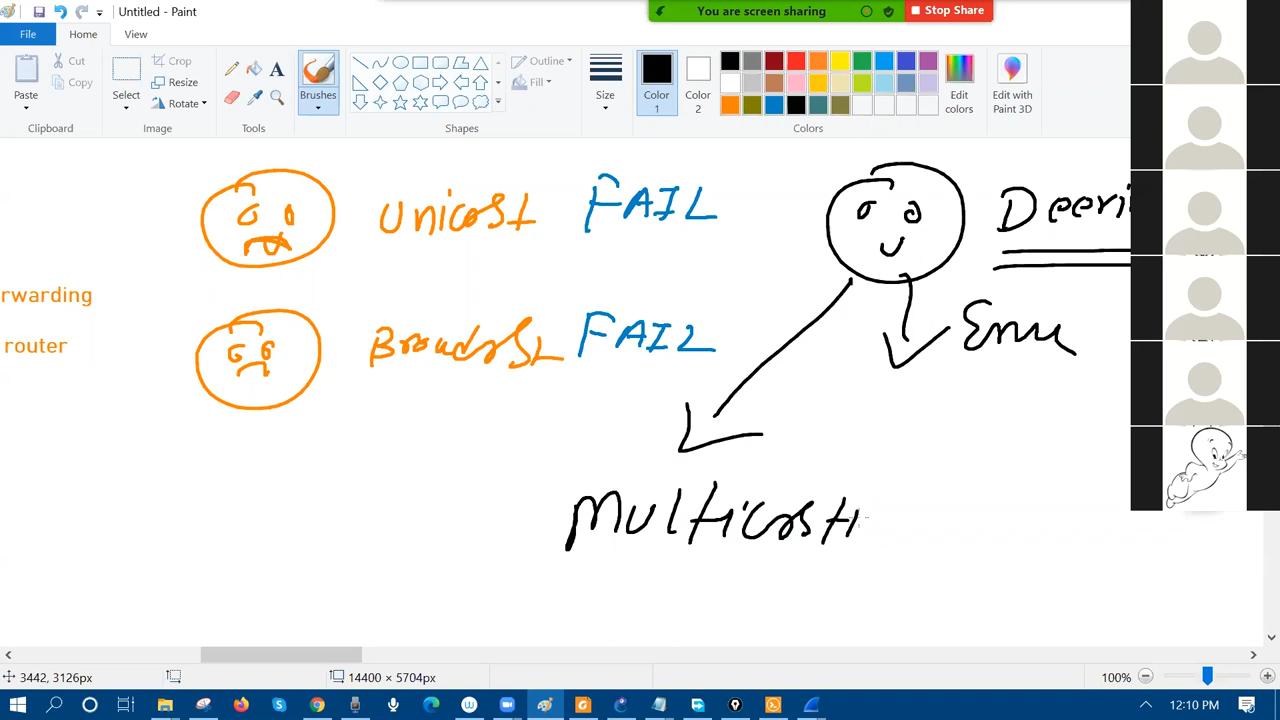 Untitled - Paint
You are screen sharing
Stop Share
File
Home
View
Paste
Cut
Copy
Clipboard
Select
Crop
Resize
Rotate
Image
Tools
Brushes
Shapes
Outline
Fill
Size
Color 1
Color 2
Edit colors
Edit with Paint 3D
Colors
Unicast FAIL
Deeri
rwarding
router
Broadcast FAIL
Multicasti
3442, 3126px
14400 × 5704px
100%
12:10 PM